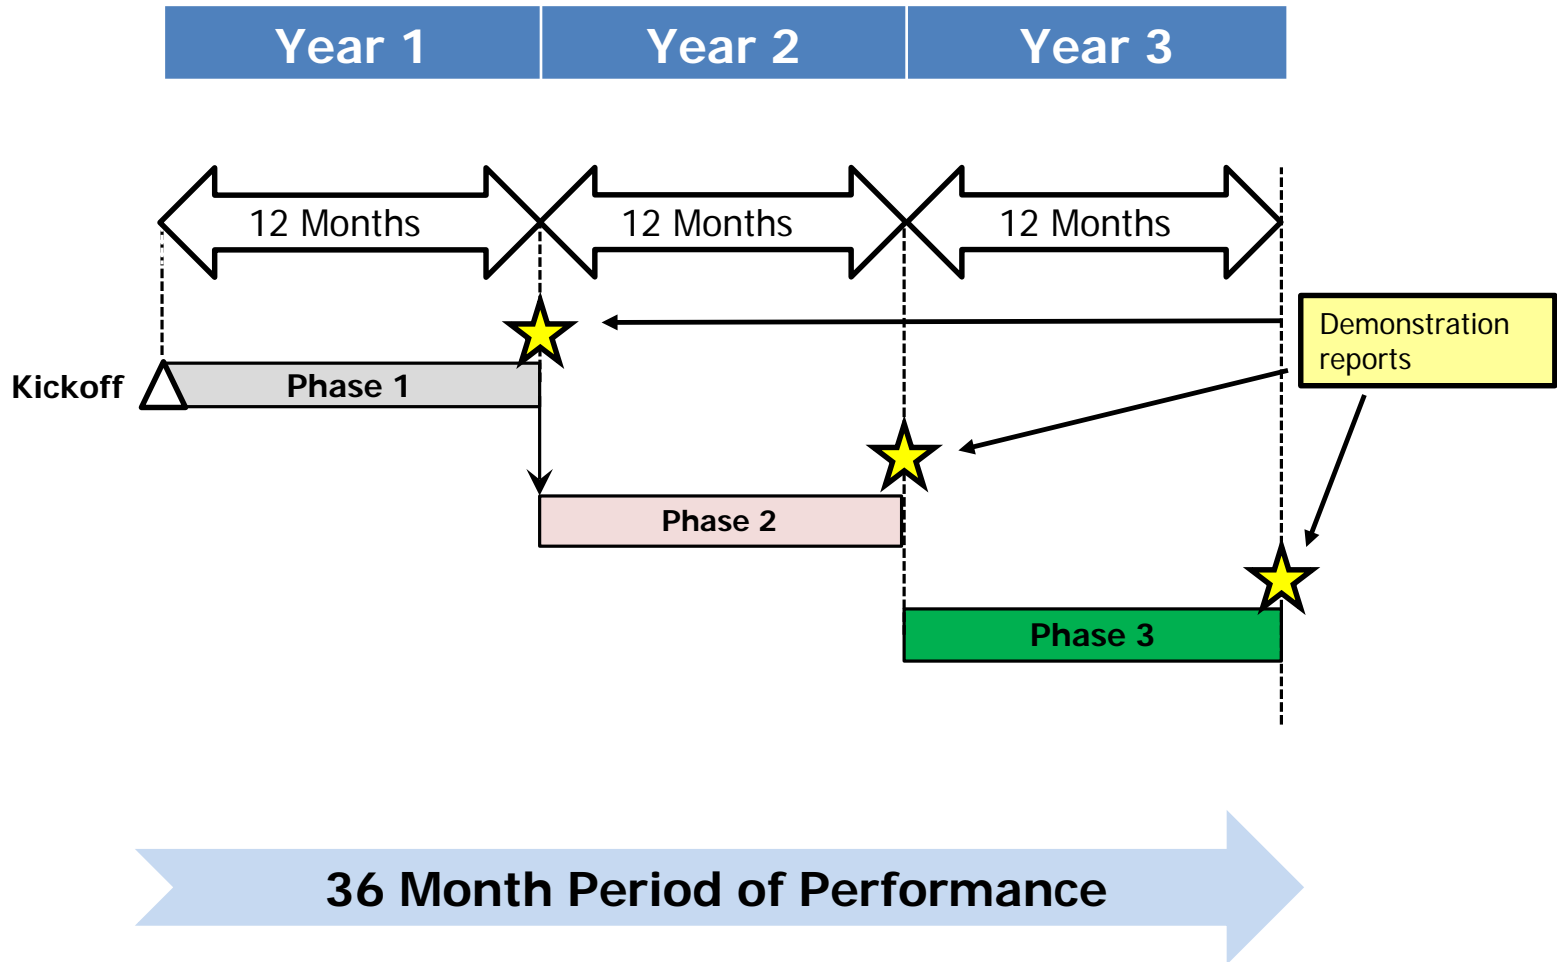 Year 1
Year 2
Year 3
12 Months
12 Months
12 Months
Demonstration
reports
Kickoff
Phase 1
Phase 2
Phase 3
36 Month Period of Performance